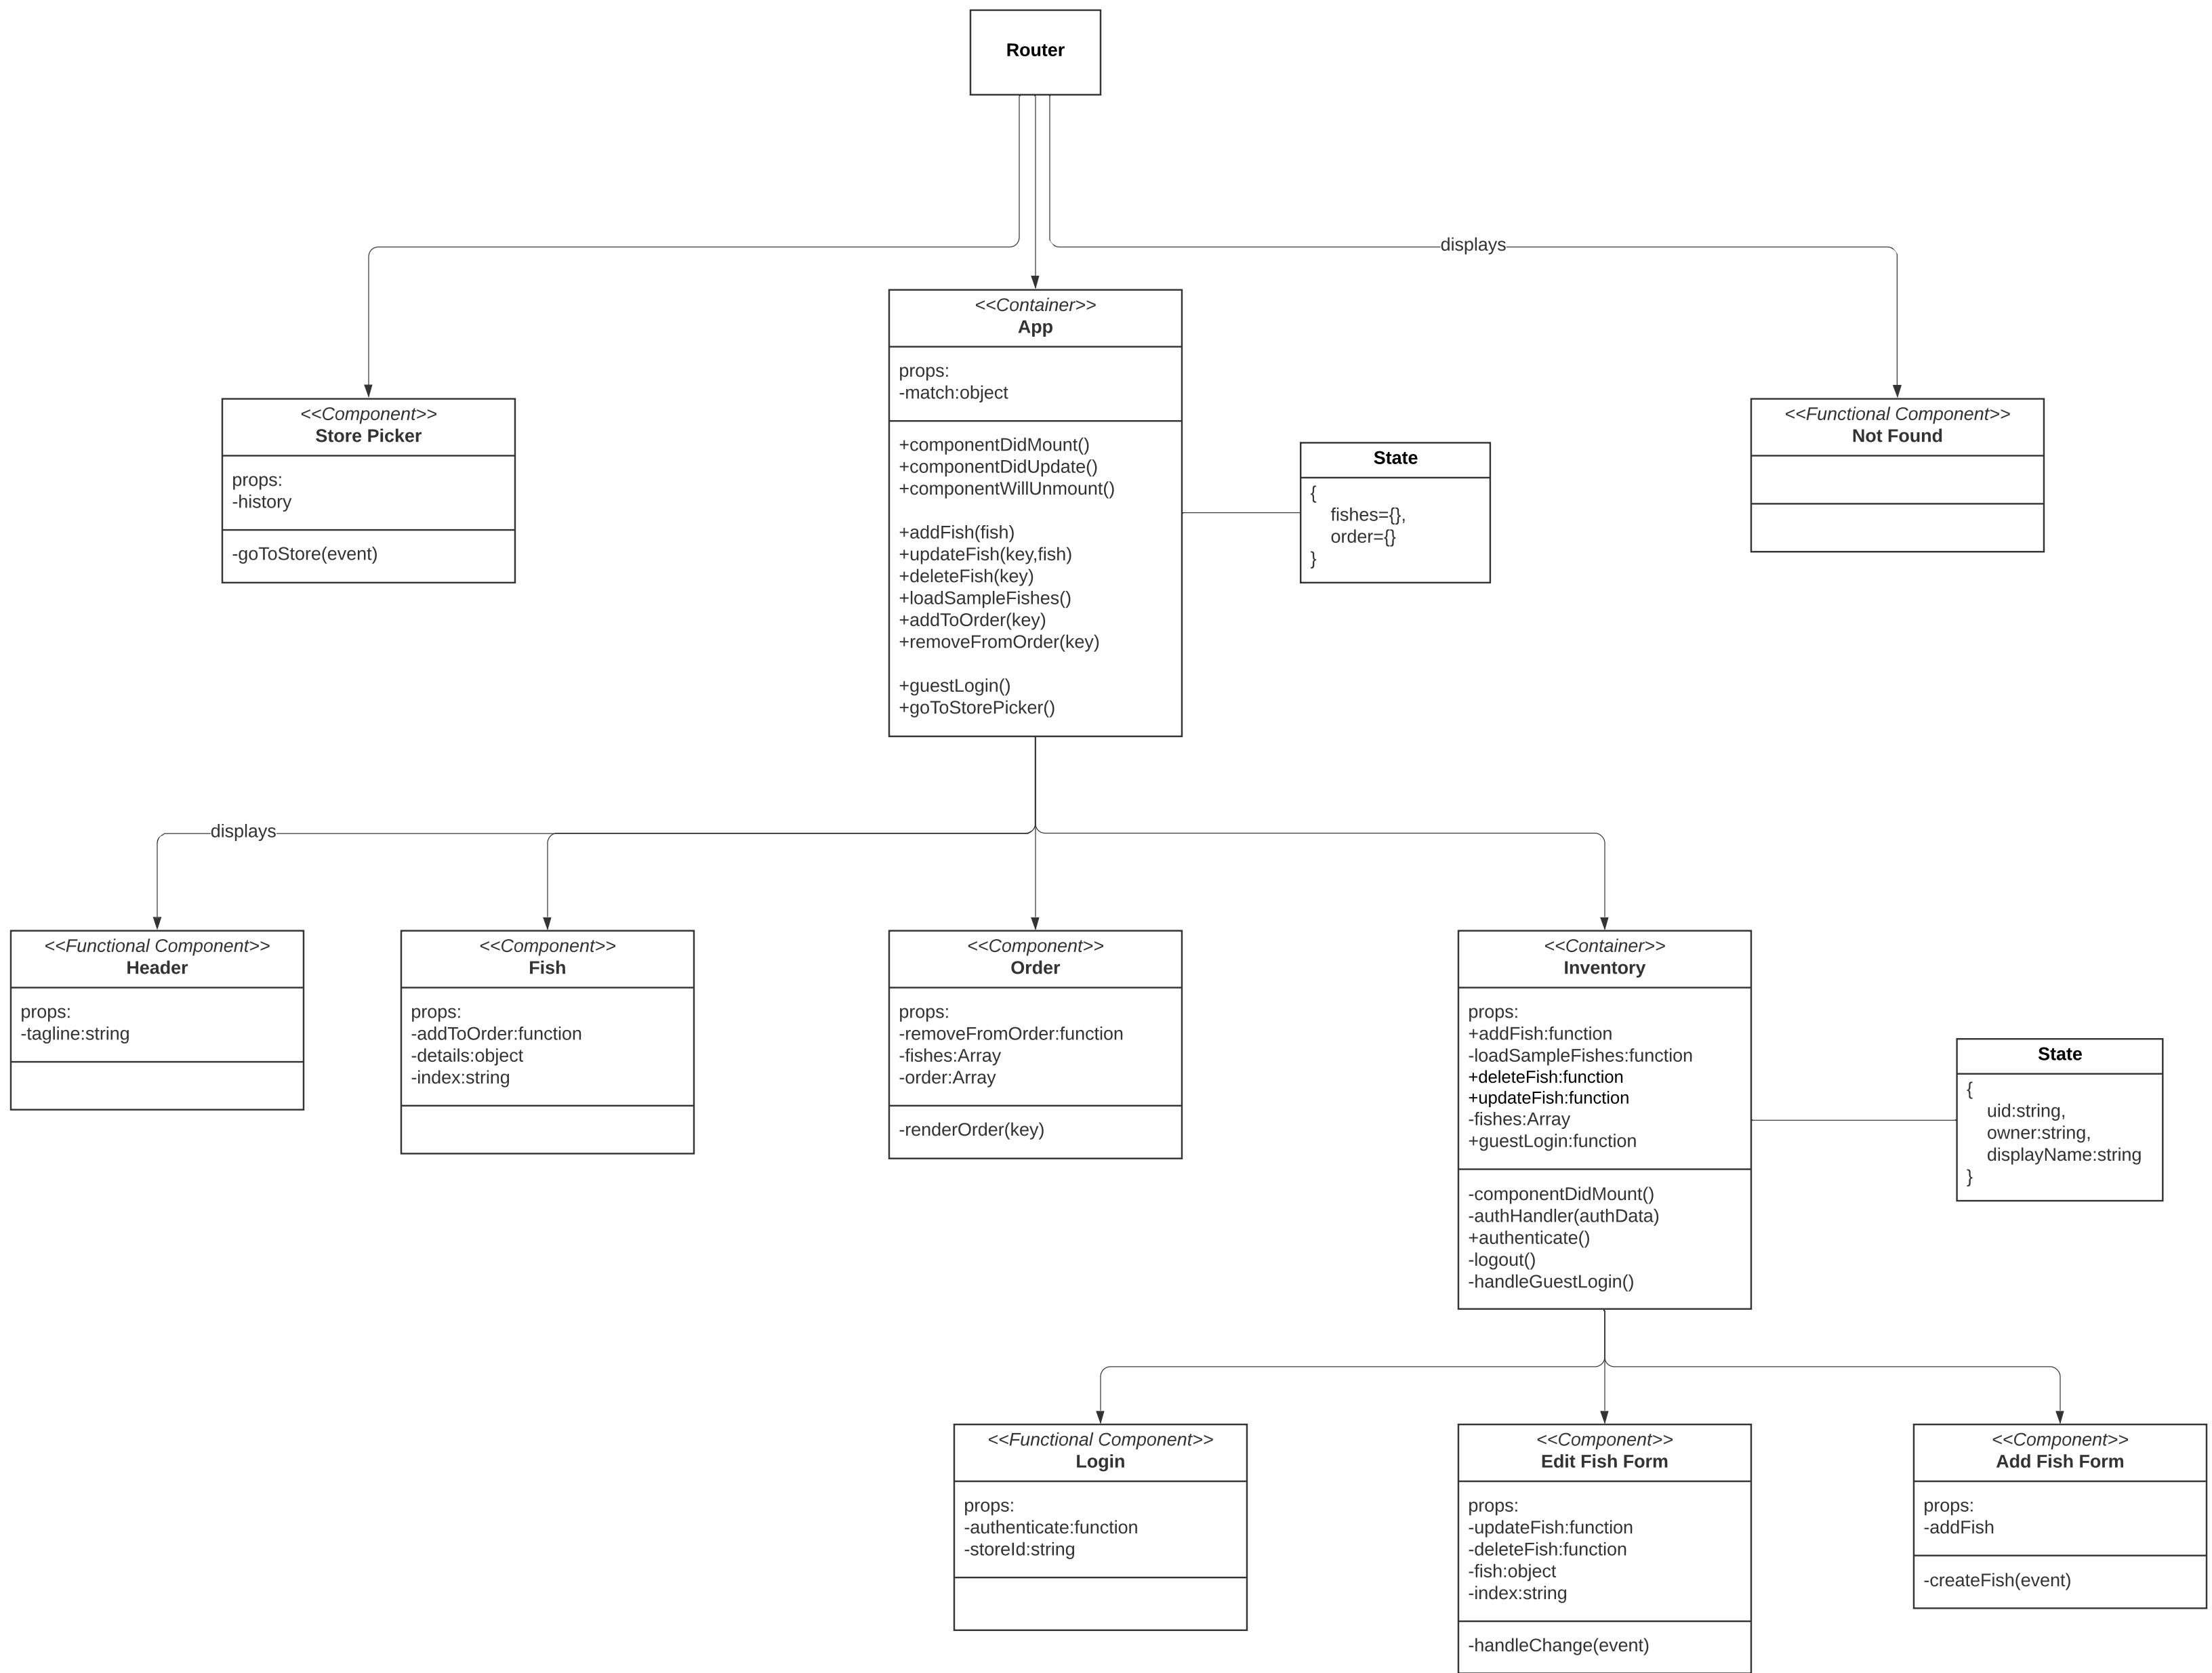 Router
displays
<<Container>>
App
props:
-match:object
+componentDidMount()
+componentDidUpdate()
+componentWillUnmount()
+addFish(fish)
+updateFish(key,fish)
+deleteFish(key)
+loadSampleFishes()
+addToOrder(key)
+removeFromOrder(key)
+guestLogin()
+goToStorePicker()
<<Component>>
Store Picker
props:
-history
-goToStore(event)
State
{
fishes={},
order={}
}
<<Functional Component>>
Not Found
displays
<<Functional Component>>
Header
props:
-tagline:string
<<Component>>
Fish
props:
-addToOrder:function
-details:object
-index:string
<<Component>>
Order
props:
-removeFromOrder:function
-fishes:Array
-order:Array
-renderOrder(key)
<<Container>>
Inventory
props:
+addFish:function
-loadSampleFishes:function
+deleteFish:function
+updateFish:function
-fishes:Array
+guestLogin:function
-componentDidMount()
-authHandler(authData)
+authenticate()
-logout()
-handleGuestLogin()
State
{
uid:string,
owner:string,
displayName:string
}
<<Functional Component>>
Login
props:
-authenticate:function
-storeId:string
<<Component>>
Edit Fish Form
props:
-updateFish:function
-deleteFish:function
-fish:object
-index:string
-handleChange(event)
<<Component>>
Add Fish Form
props:
-addFish
-createFish(event)